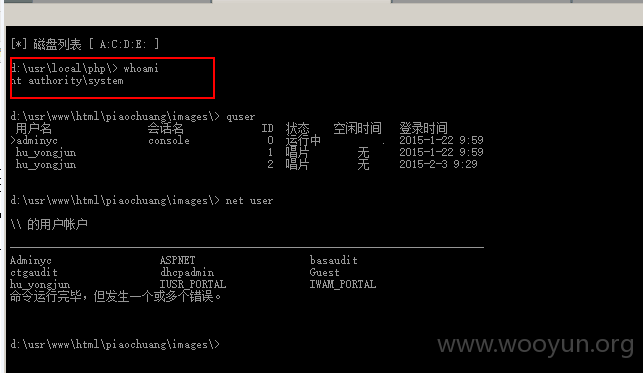 [*] 磁盘列表 [ A:C:D:E: ]
d:\usr\local\php\> whoami
nt authority\system
d:\usr\www\html\piaochuang\images\> quser
用户名 会话名 ID 状态 空闲时间 登录时间
>adminyc console 0 运行中 . 2015-1-22 9:59
hu_yongjun 1 唱片 无 2015-1-22 9:59
hu_yongjun 2 唱片 无 2015-2-3 9:29
d:\usr\www\html\piaochuang\images\> net user
\\ 的用户帐户
Adminyc ASPNET basaudit
ctgaudit dhcpadmin Guest
hu_yongjun IUSR_PORTAL IWAM_PORTAL
命令运行完毕，但发生一个或多个错误。
d:\usr\www\html\piaochuang\images\>
www.wooyun.org